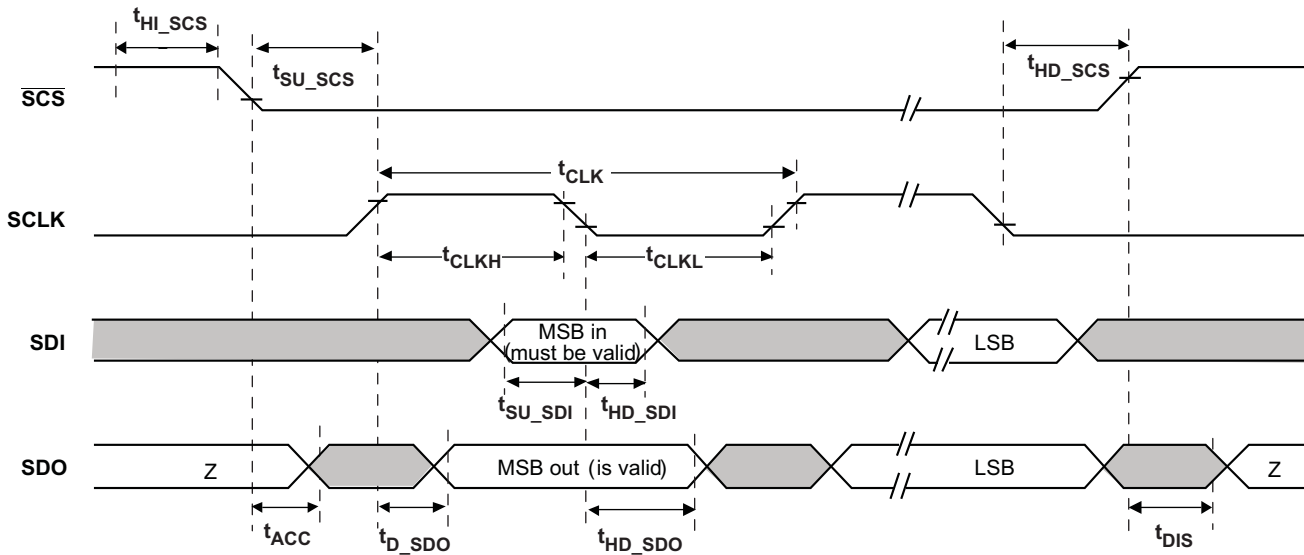 tHI_SCS
tSU_SCS
tHD_SCS
SCS
tCLK
SCLK
tCLKH
tCLKL
SDI
MSB in
(must be valid)
LSB
tSU_SDI
tHD_SDI
SDO
Z
MSB out (is valid)
LSB
Z
tACC
tD_SDO
tHD_SDO
tDIS